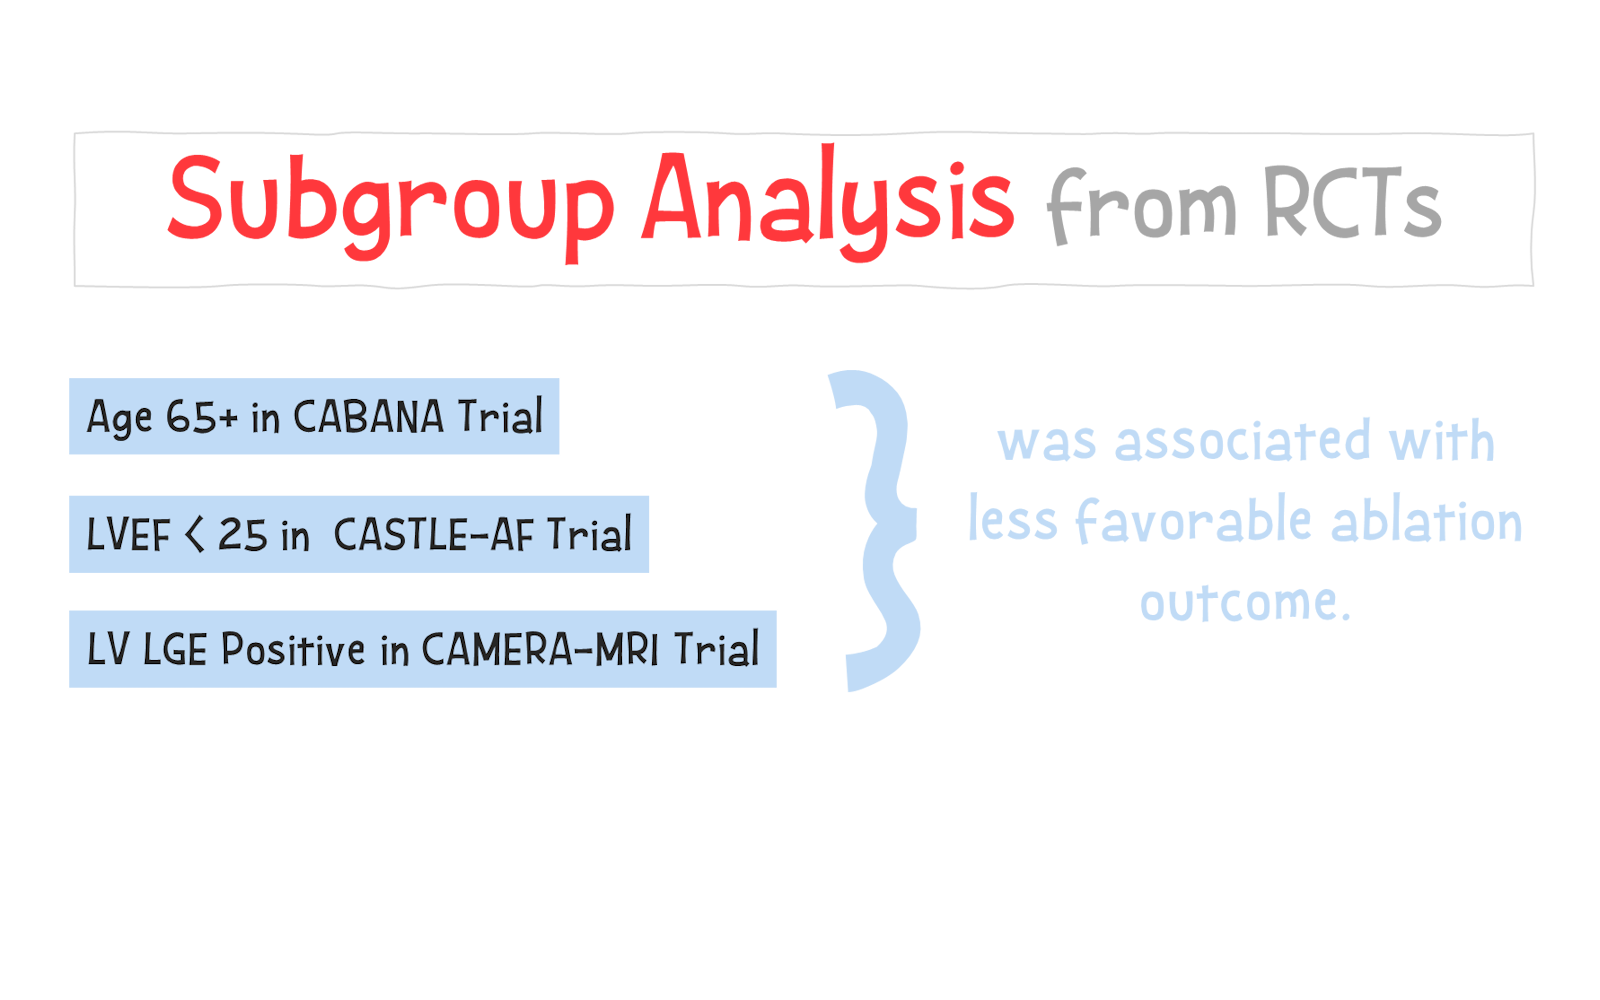 Subgroup Analysis from RCTs
Age 65+ in CABANA Trial
LVEF < 25 in CASTLE-AF Trial
LV LGE Positive in CAMERA-MRI Trial
was associated with
less favorable ablation
outcome.